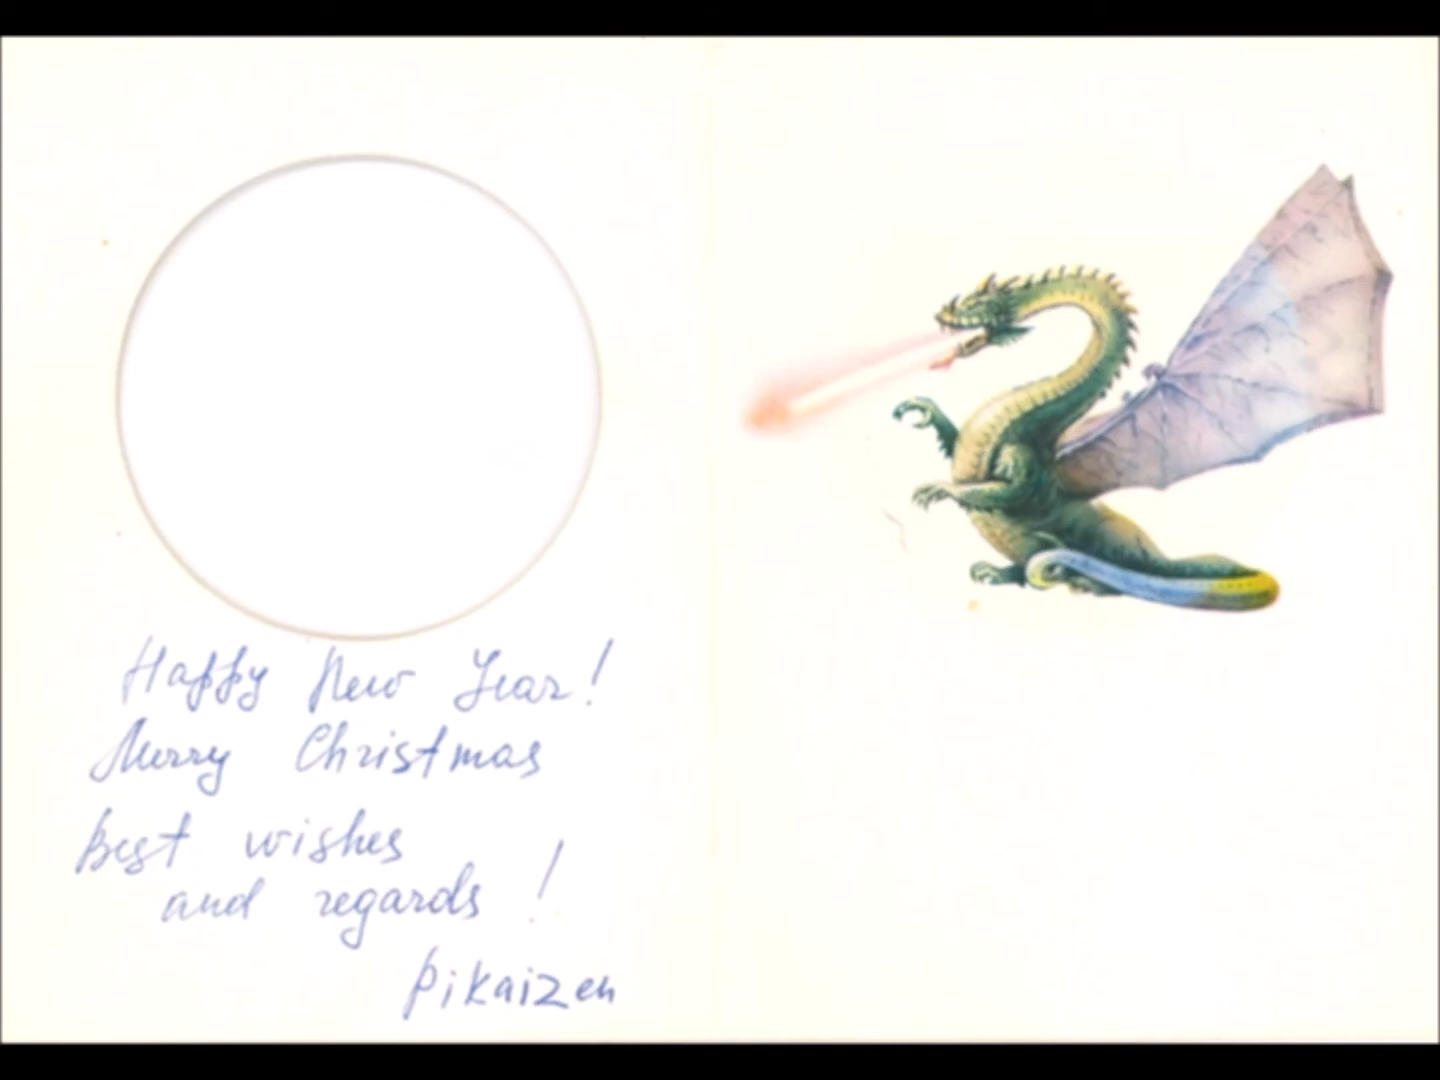 Happy New Year!
Merry Christmas
Best wishes
and regards!
Pikaizen